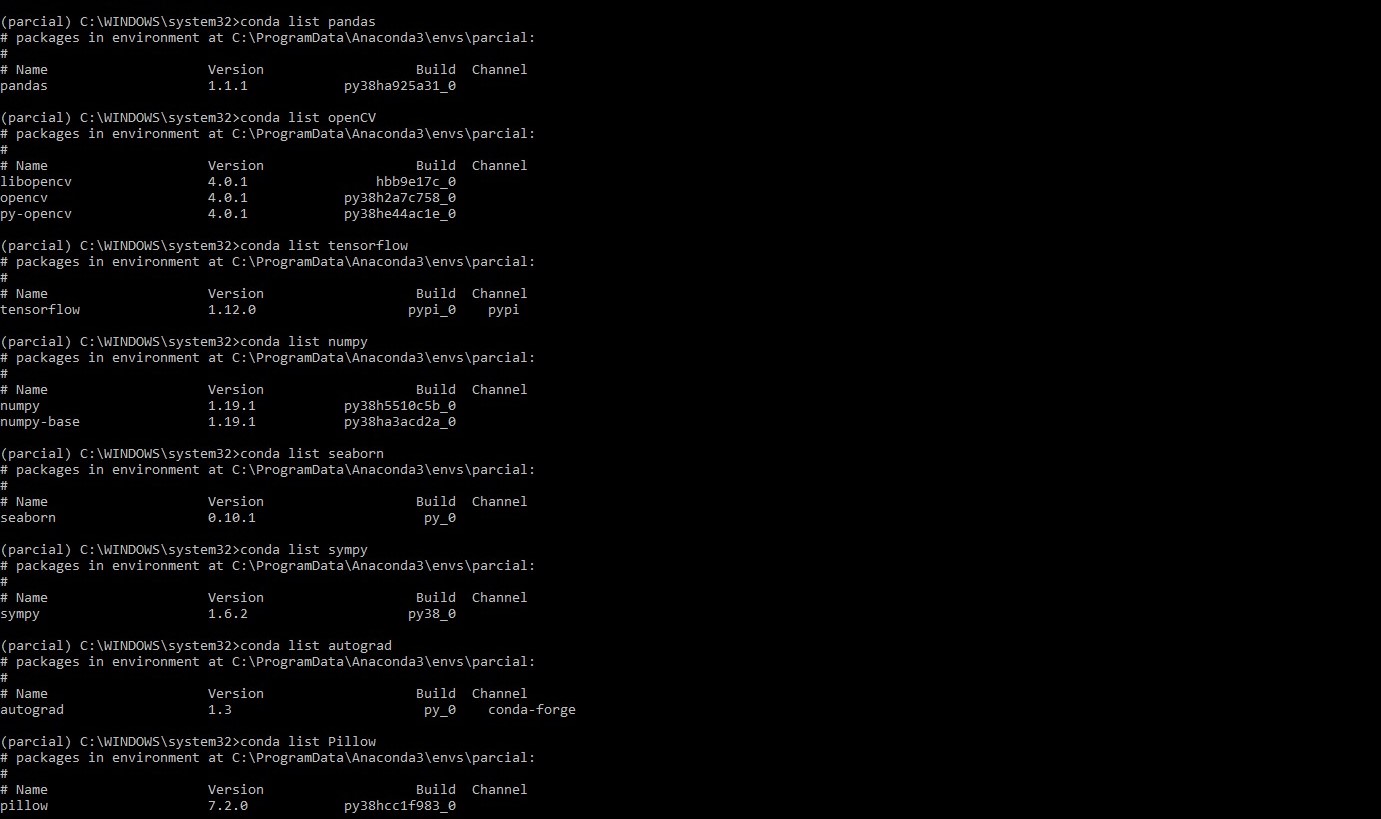 (parcial) C:\WINDOWS\system32>conda list pandas
# packages in environment at C:\ProgramData\Anaconda3\envs\parcial:
#
# Name                    Version                   Build  Channel
pandas                    1.1.1            py38ha925a31_0
(parcial) C:\WINDOWS\system32>conda list openCV
# packages in environment at C:\ProgramData\Anaconda3\envs\parcial:
#
# Name                    Version                   Build  Channel
libopencv                 4.0.1                hbb9e17c_0
opencv                    4.0.1            py38h2a7c758_0
py-opencv                 4.0.1            py38he44ac1e_0
(parcial) C:\WINDOWS\system32>conda list tensorflow
# packages in environment at C:\ProgramData\Anaconda3\envs\parcial:
#
# Name                    Version                   Build  Channel
tensorflow                1.12.0                   pypi_0    pypi
(parcial) C:\WINDOWS\system32>conda list numpy
# packages in environment at C:\ProgramData\Anaconda3\envs\parcial:
#
# Name                    Version                   Build  Channel
numpy                     1.19.1           py38h5510c5b_0
numpy-base                1.19.1           py38ha3acd2a_0
(parcial) C:\WINDOWS\system32>conda list seaborn
# packages in environment at C:\ProgramData\Anaconda3\envs\parcial:
#
# Name                    Version                   Build  Channel
seaborn                   0.10.1                     py_0
(parcial) C:\WINDOWS\system32>conda list sympy
# packages in environment at C:\ProgramData\Anaconda3\envs\parcial:
#
# Name                    Version                   Build  Channel
sympy                     1.6.2                    py38_0
(parcial) C:\WINDOWS\system32>conda list autograd
# packages in environment at C:\ProgramData\Anaconda3\envs\parcial:
#
# Name                    Version                   Build  Channel
autograd                  1.3                        py_0    conda-forge
(parcial) C:\WINDOWS\system32>conda list Pillow
# packages in environment at C:\ProgramData\Anaconda3\envs\parcial:
#
# Name                    Version                   Build  Channel
pillow                    7.2.0            py38hcc1f983_0